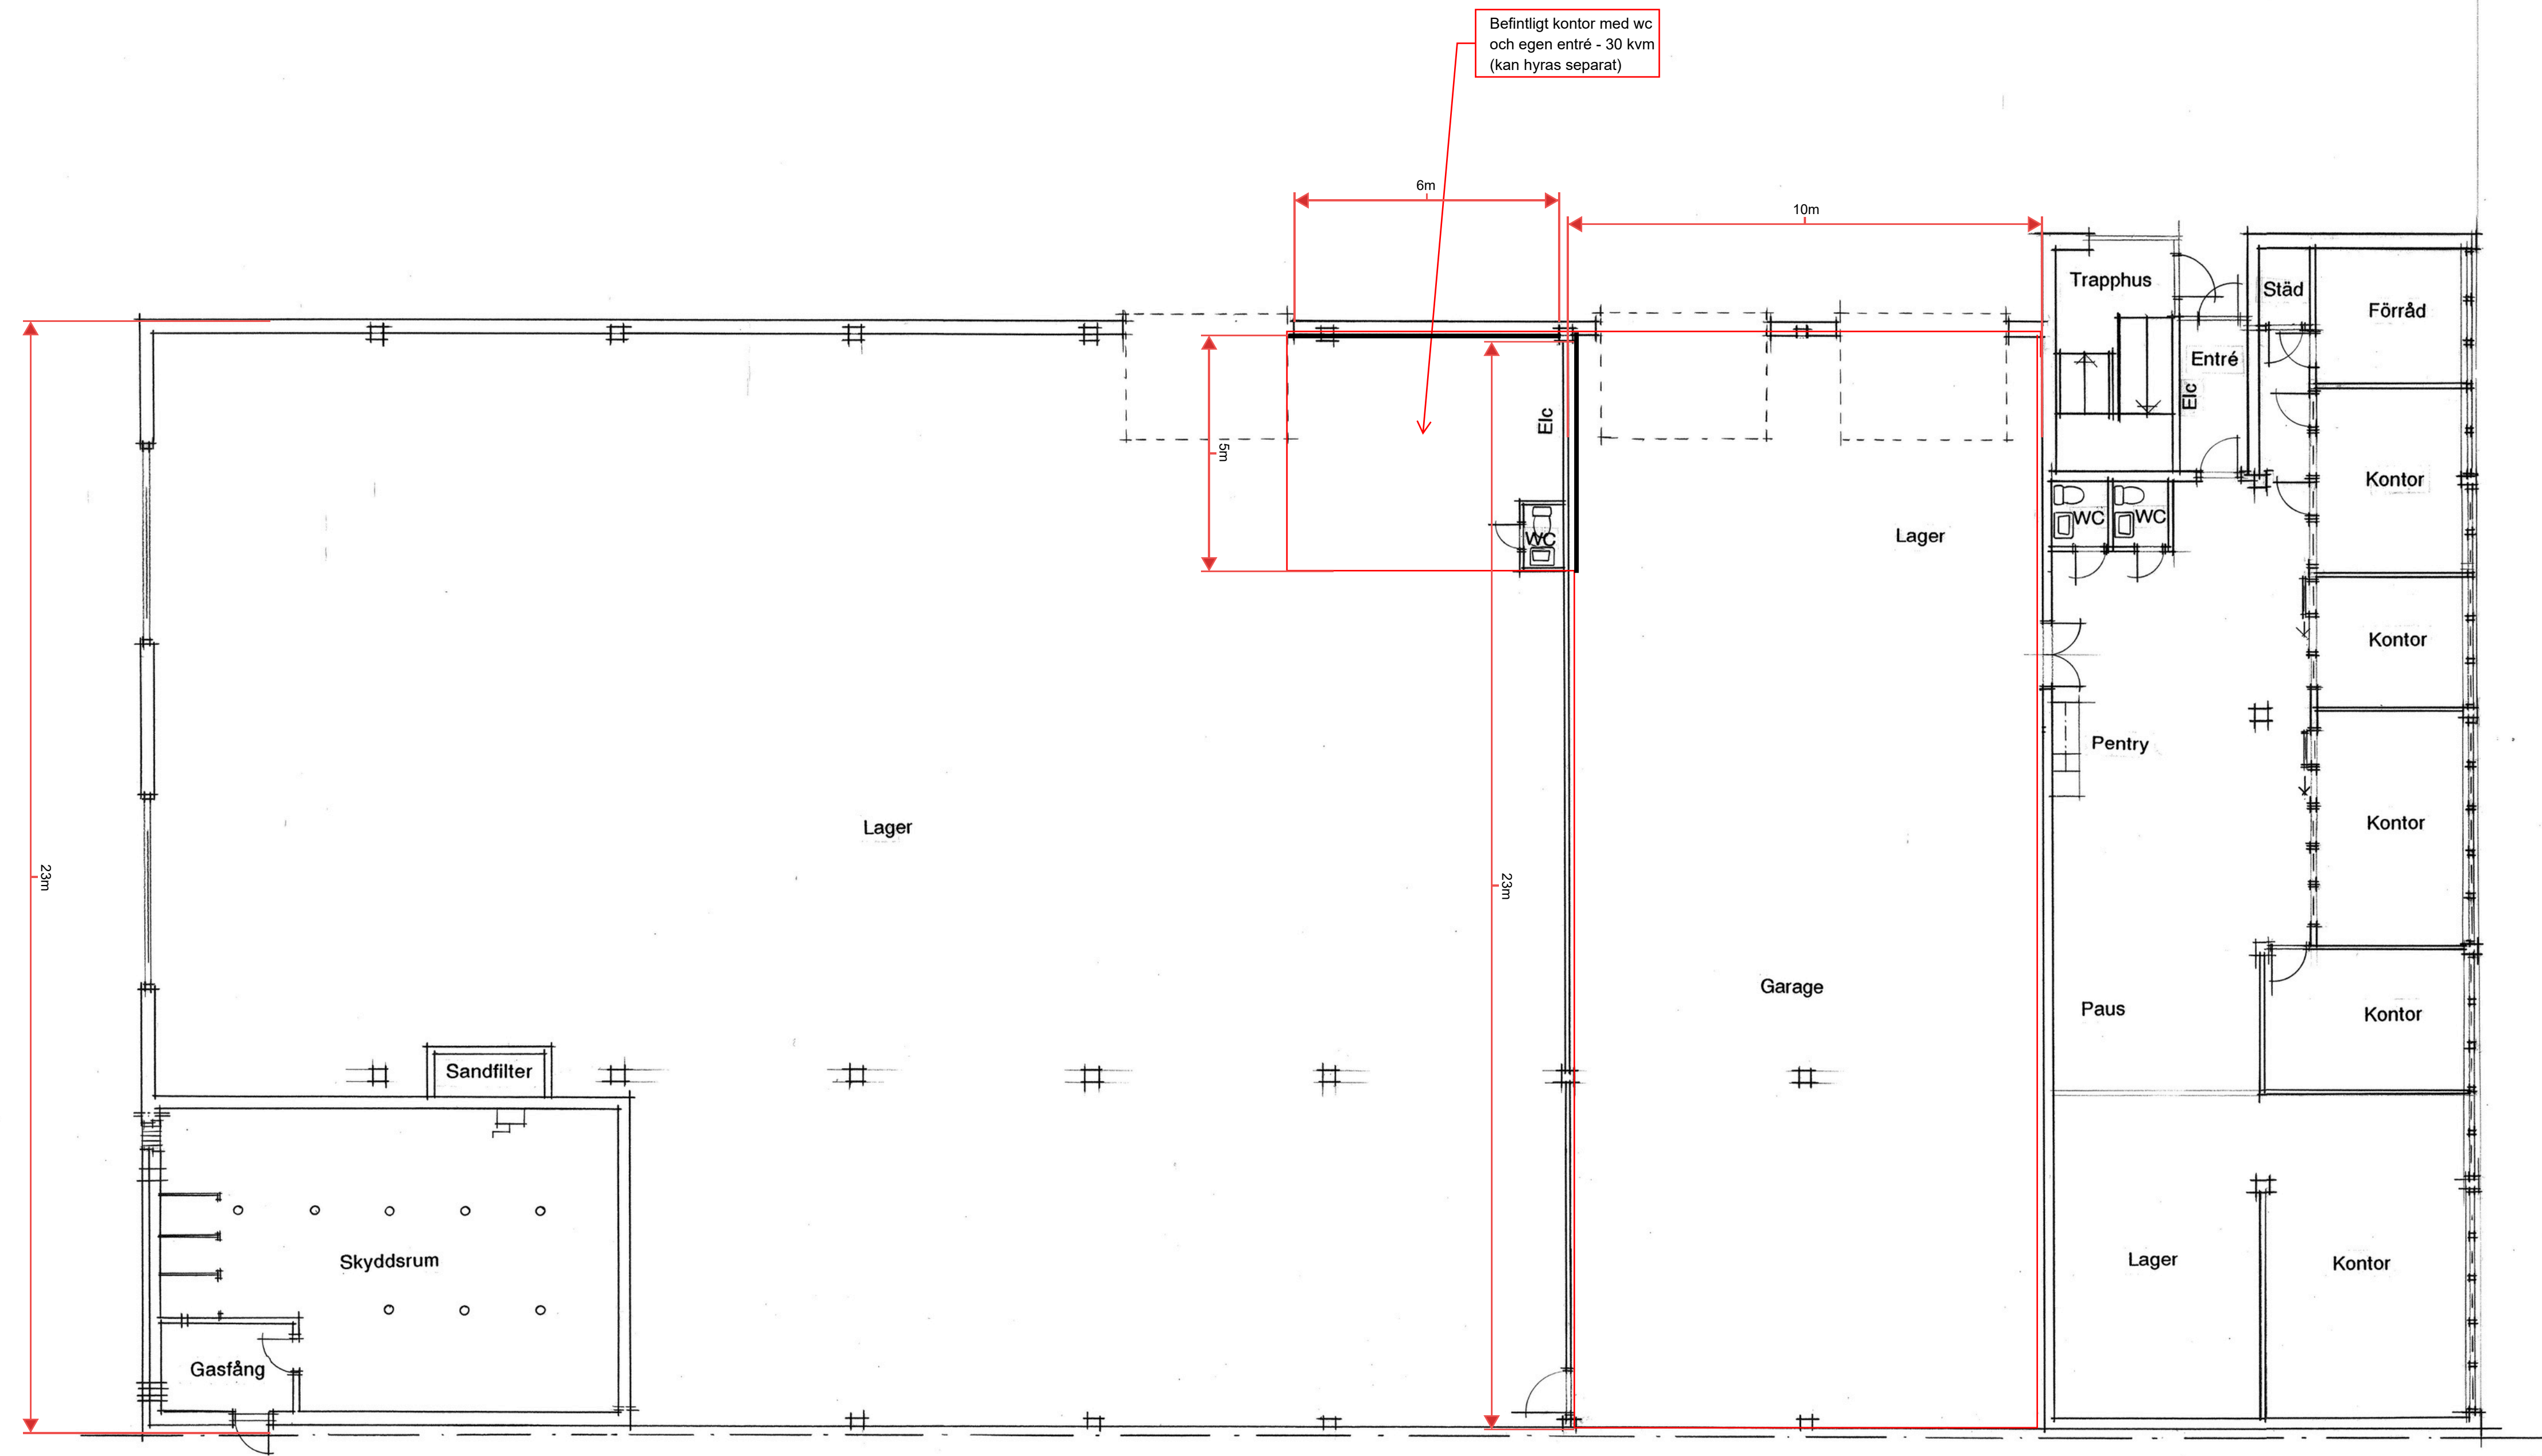 Befintligt kontor med wc
och egen entré - 30 kvm
(kan hyras separat)
6m
10m
Trapphus
Städ
Förråd
Entré
Elc
Elc
5m
Kontor
WC
WC
WC
Lager
Kontor
Pentry
Kontor
Lager
23m
23m
Garage
Paus
Kontor
Sandfilter
Skyddsrum
Lager
Kontor
Gasfång